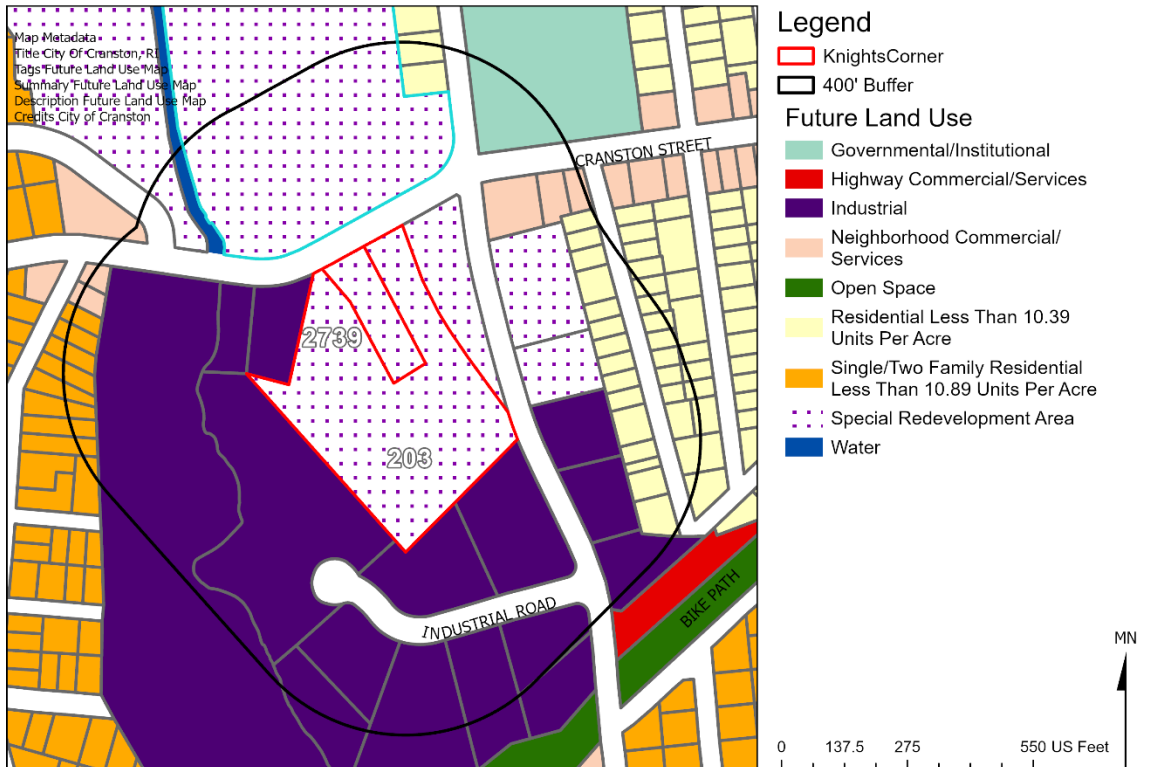 Map Metadata
Title City Of Cranston, RI
Tags Future Land Use Map
Summary Future Land Use Map
Description Future Land Use Map
Credits City of Cranston
CRANSTON STREET
2739
203
INDUSTRIAL ROAD
BIKE PATH
Legend
KnightsCorner
400' Buffer
Future Land Use
Governmental/Institutional
Highway Commercial/Services
Industrial
Neighborhood Commercial/
Services
Open Space
Residential Less Than 10.39
Units Per Acre
Single/Two Family Residential
Less Than 10.89 Units Per Acre
Special Redevelopment Area
Water
MN
0 137.5 275 550 US Feet